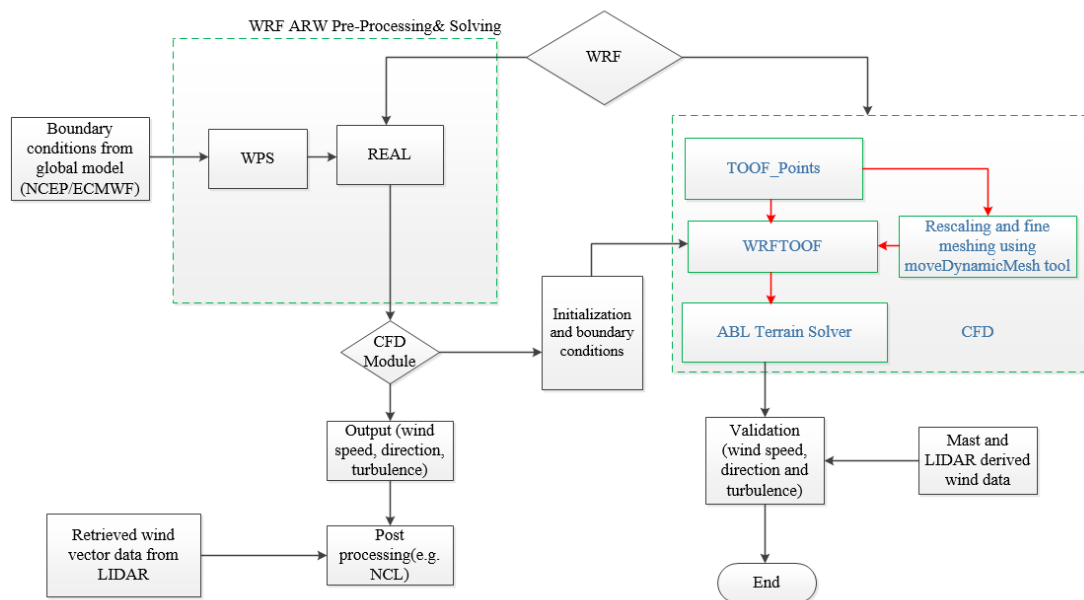 WRF ARW Pre-Processing& Solving
WRF
Boundary
conditions from
global model
(NCEP/ECMWF)
WPS
REAL
TOOF_Points
WRFTOOF
Rescaling and fine
meshing using
moveDynamicMesh tool
ABL Terrain Solver
CFD
Initialization
and boundary
conditions
CFD
Module
Output (wind
speed, direction,
turbulence)
Validation
(wind speed,
direction and
turbulence)
Mast and
LIDAR derived
wind data
Retrieved wind
vector data from
LIDAR
Post
processing(e.g.
NCL)
End